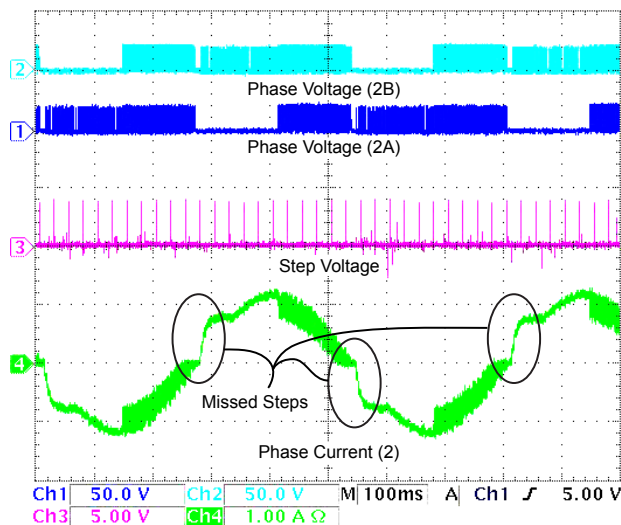 2
Phase Voltage (2B)
1
Phase Voltage (2A)
3
Step Voltage
4
Missed Steps
Phase Current (2)
Ch1 50.0 V Ch2 50.0 V M 100ms A Ch1 5.00 V
Ch3 5.00 V Ch4 1.00 A Ω